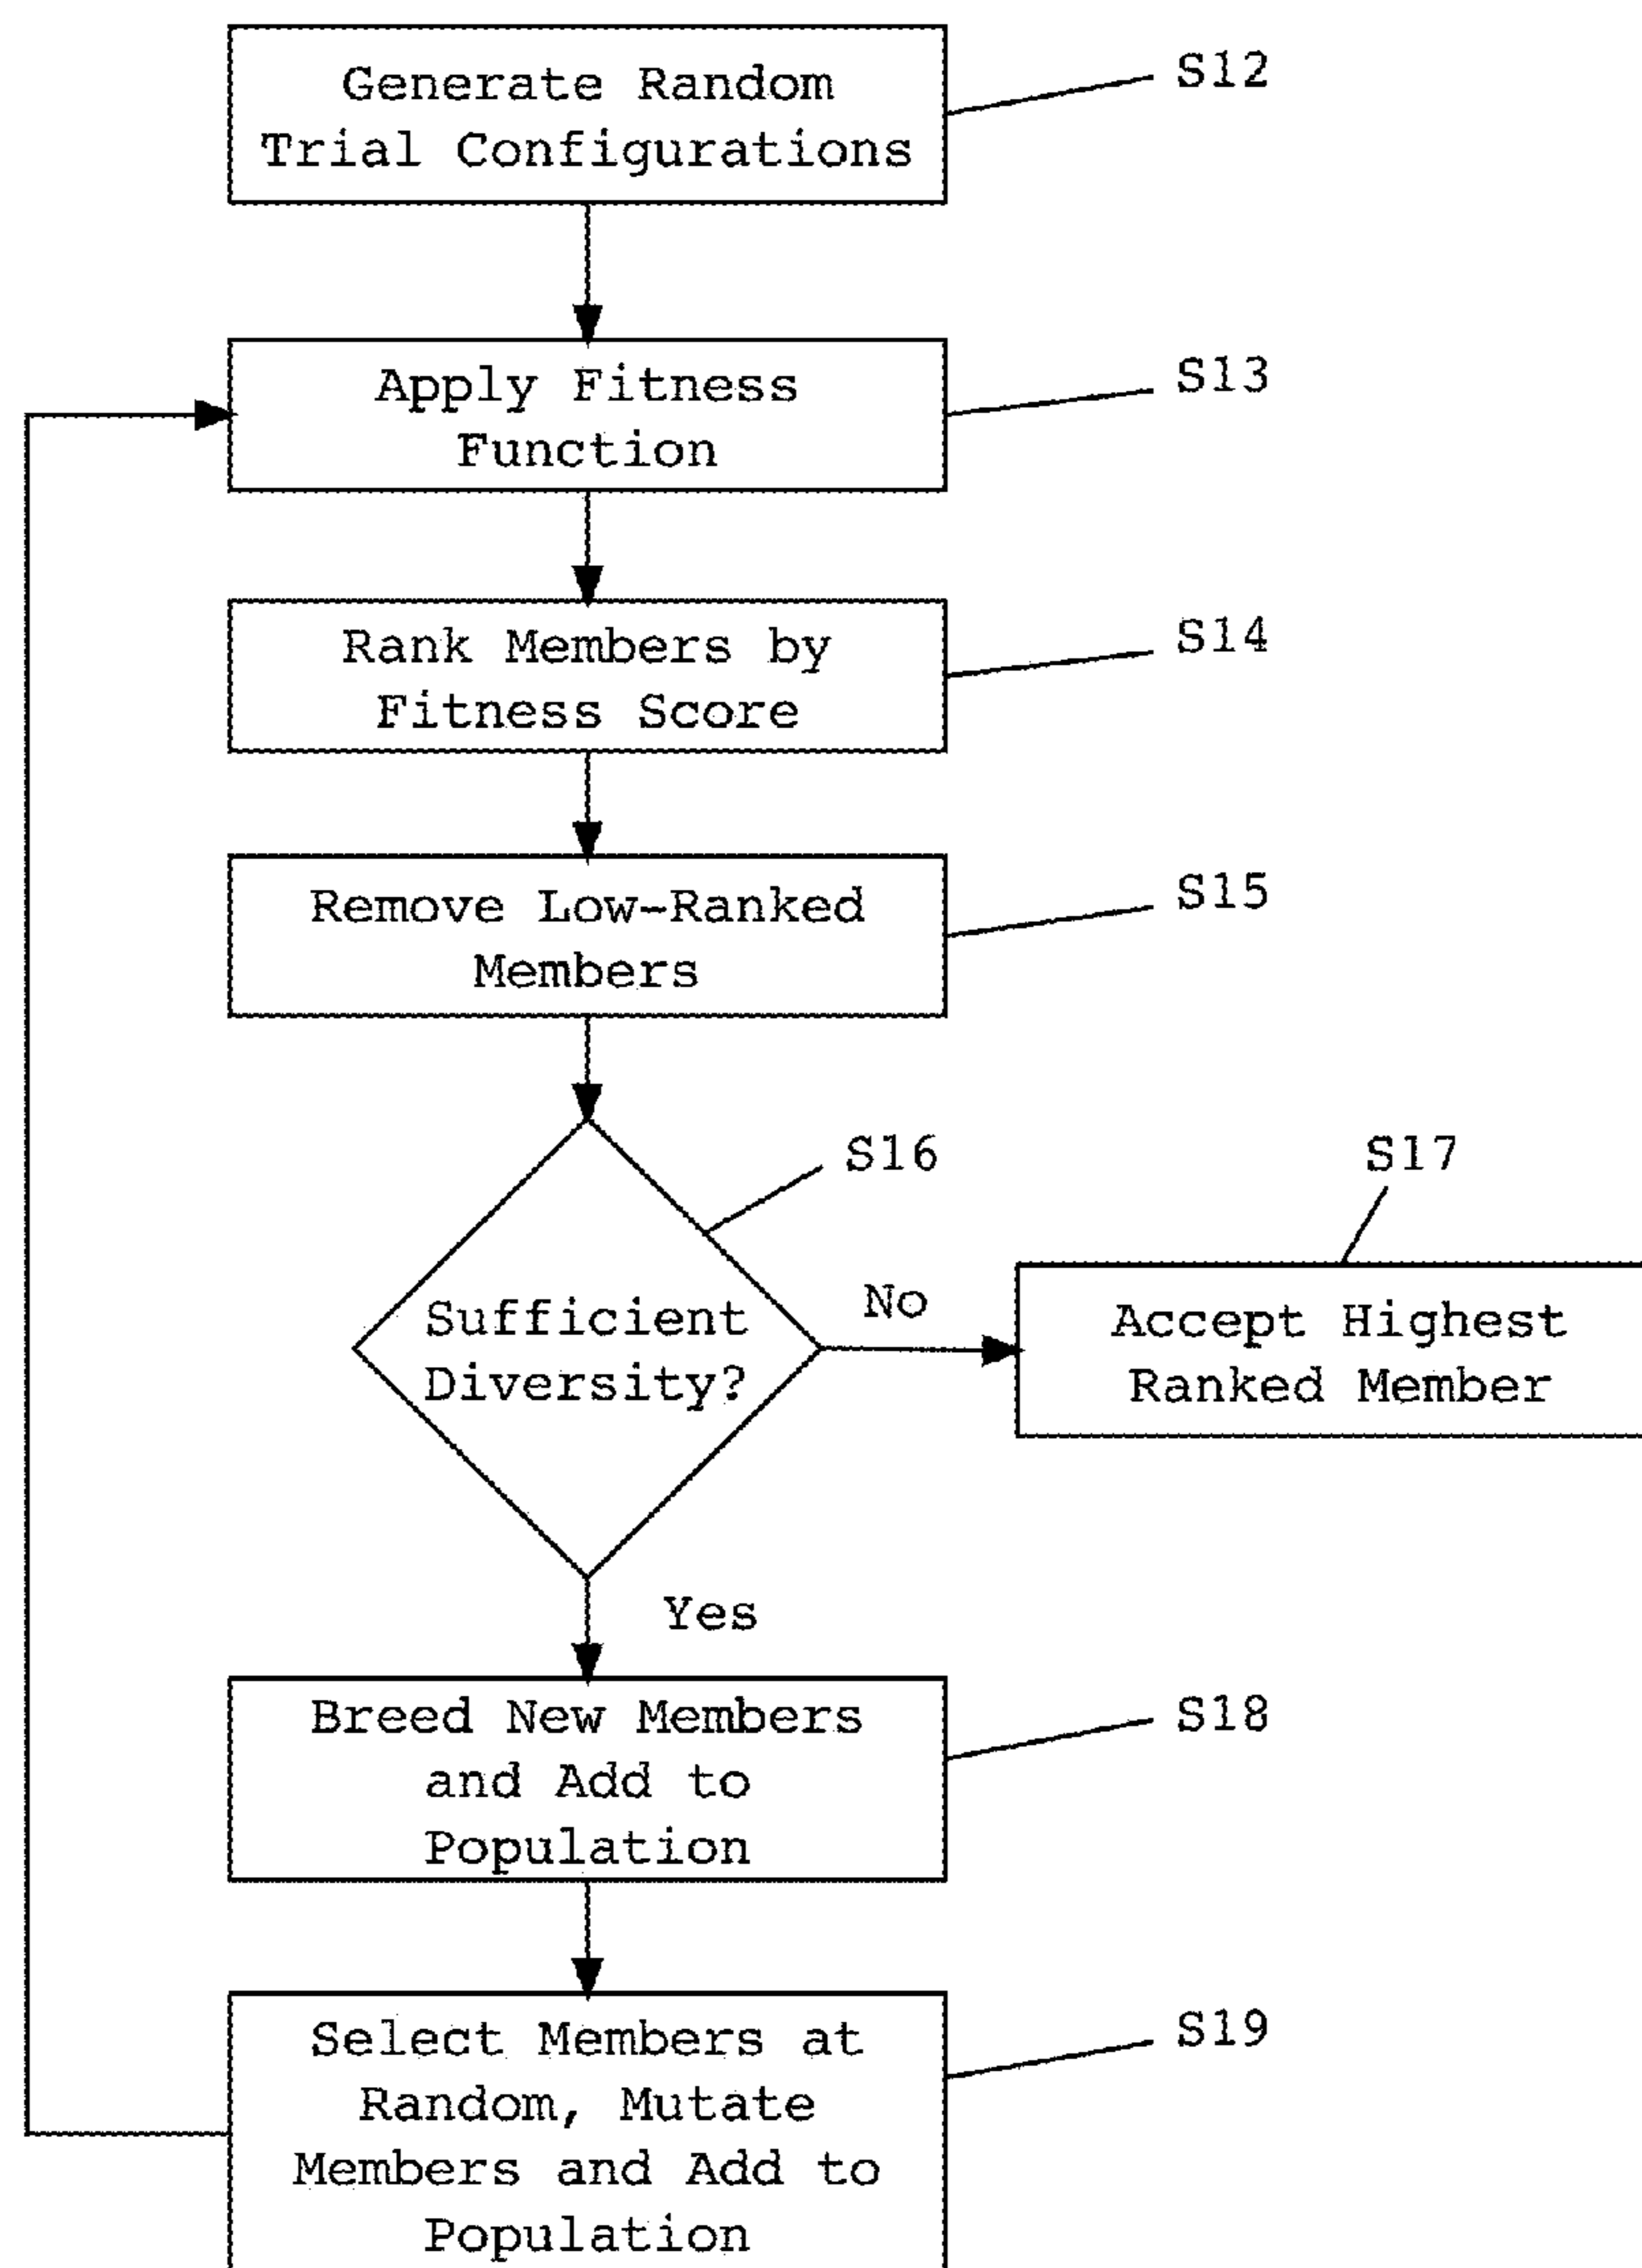 Generate Random
Trial Configurations
S12
Apply Fitness
Function
S13
Rank Members by
Fitness Score
S14
Remove Low-Ranked
Members
S15
Sufficient
Diversity?
S16
No
S17
Accept Highest
Ranked Member
Yes
Breed New Members
and Add to
Population
S18
Select Members at
Random, Mutate
Members and Add to
Population
S19